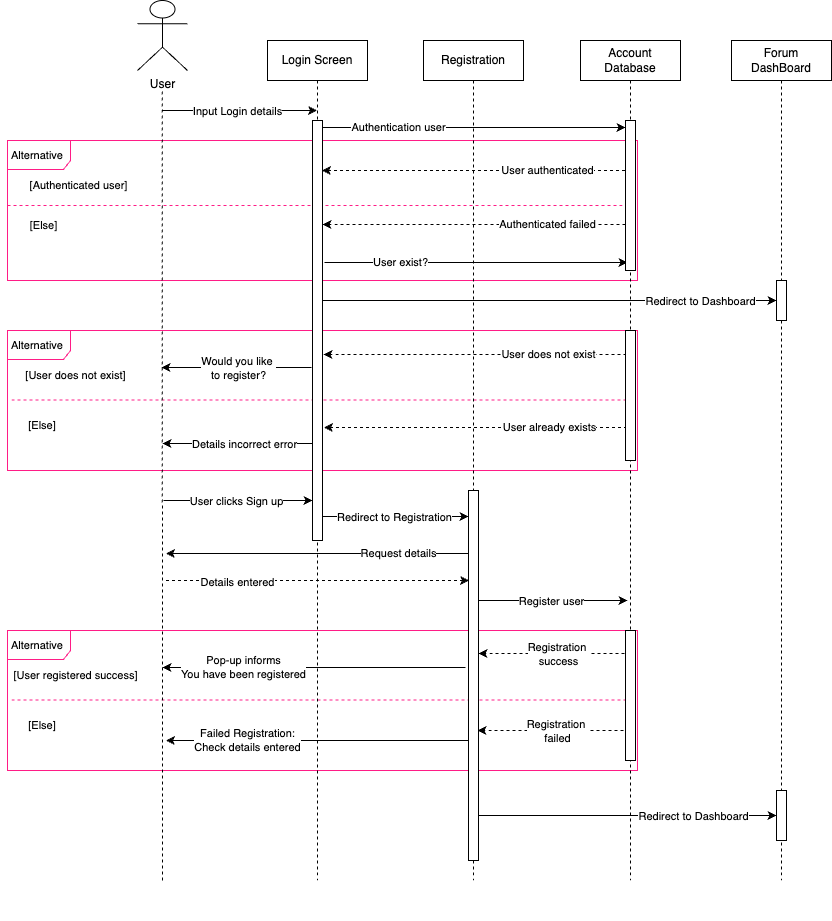 User
Login Screen
Registration
Account
Database
Forum
DashBoard
Input Login details
Authentication user
Alternative
User authenticated
[Authenticated user]
[Else]
Authenticated failed
User exist?
Redirect to Dashboard
Alternative
User does not exist
Would you like
to register?
[User does not exist]
[Else]
User already exists
Details incorrect error
User clicks Sign up
Redirect to Registration
Request details
Details entered
Register user
Alternative
Registration
success
Pop-up informs
You have been registered
[User registered success]
[Else]
Registration
failed
Failed Registration:
Check details entered
Redirect to Dashboard